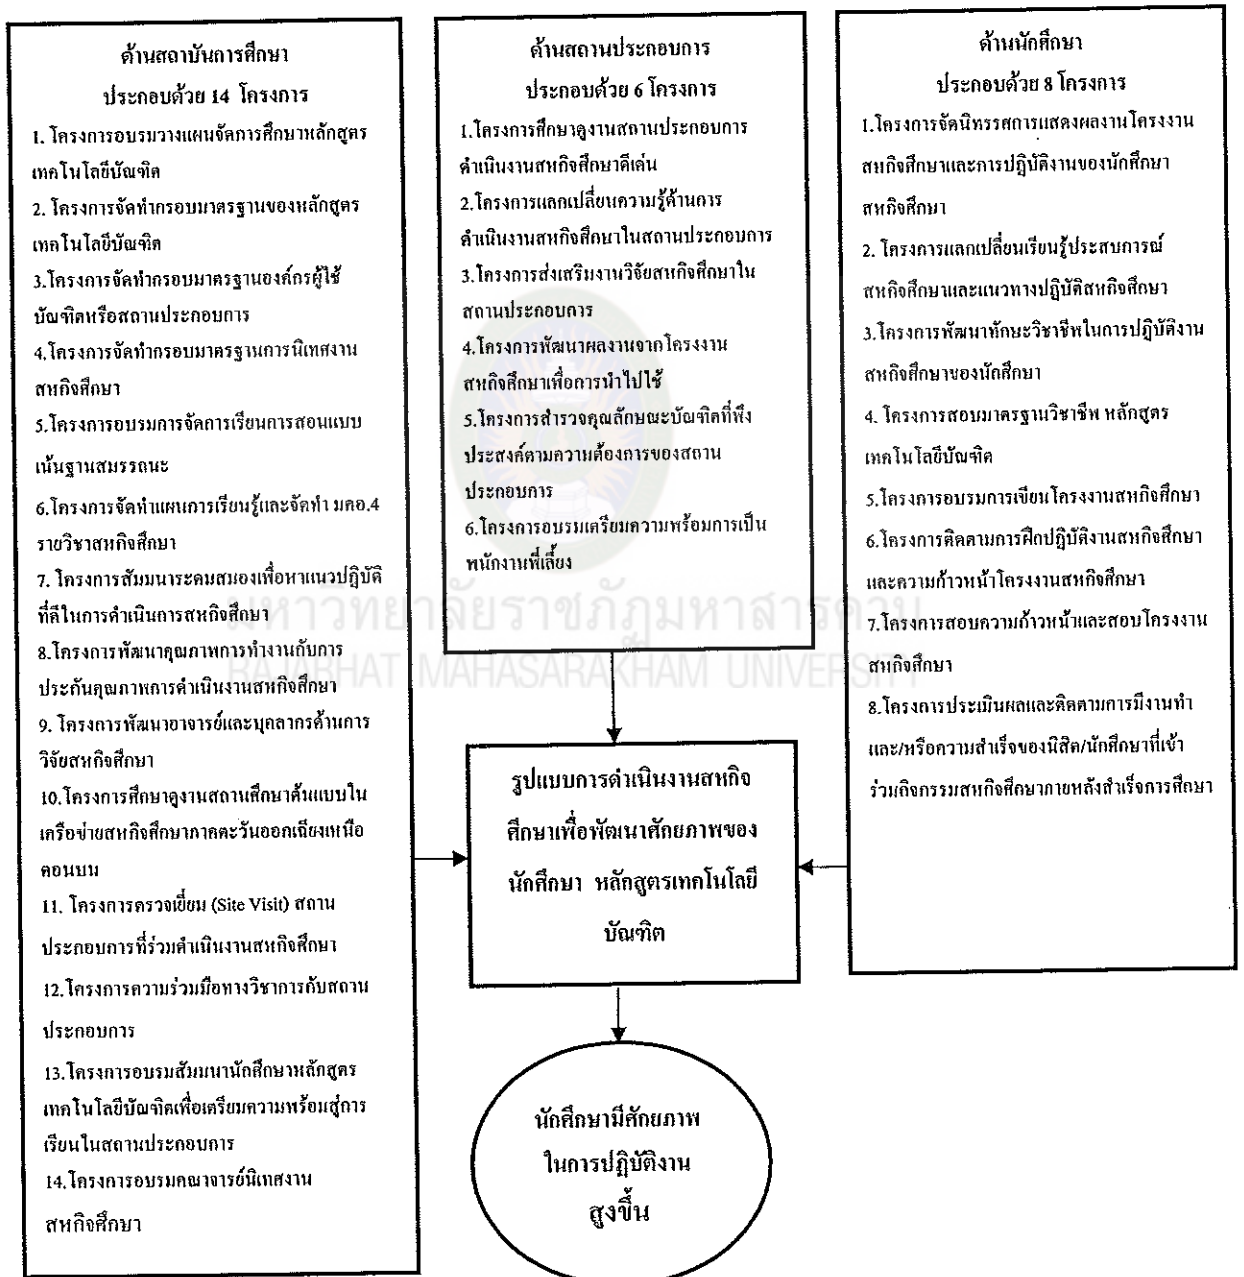 ด้านสถาบันการศึกษา
ประกอบด้วย 14 โครงการ
1. โครงการอบรมวางแผนจัดการศึกษาหลักสูตร
เทคโนโลยีบัณฑิต
2. โครงการจัดทำกรอบมาตรฐานของหลักสูตร
เทคโนโลยีบัณฑิต
3.โครงการจัดทำกรอบมาตรฐานองค์กรผู้ใช้
บัณฑิตหรือสถานประกอบการ
4.โครงการจัดทำกรอบมาตรฐานการนิเทศงาน
สหกิจศึกษา
5.โครงการอบรมการจัดการเรียนการสอนแบบ
เน้นฐานสมรรถนะ
6.โครงการจัดทำแผนการเรียนรู้และจัดทำ มคอ.4
รายวิชาสหกิจศึกษา
7. โครงการสัมมนาระดมสมองเพื่อหาแนวปฏิบัติ
ที่ดีในการดำเนินการสหกิจศึกษา
8.โครงการพัฒนาคุณภาพการทำงานกับการ
ประกันคุณภาพการดำเนินงานสหกิจศึกษา
9. โครงการพัฒนาอาจารย์และบุคลากรด้านการ
วิจัยสหกิจศึกษา
10.โครงการศึกษาดูงานสถานศึกษาต้นแบบใน
เครือข่ายสหกิจศึกษาภาคตะวันออกเฉียงเหนือ
ตอนบน
11. โครงการตรวจเยี่ยม (Site Visit) สถาน
ประกอบการที่ร่วมดำเนินงานสหกิจศึกษา
12.โครงการความร่วมมือทางวิชาการกับสถาน
ประกอบการ
13.โครงการอบรมสัมมนานักศึกษาหลักสูตร
เทคโนโลยีบัณฑิตเพื่อเตรียมความพร้อมสู่การ
เรียนในสถานประกอบการ
14.โครงการอบรมคณาจารย์นิเทศงาน
สหกิจศึกษา
ด้านสถานประกอบการ
ประกอบด้วย 6 โครงการ
1.โครงการศึกษาดูงานสถานประกอบการ
ดำเนินงานสหกิจศึกษาดีเด่น
2.โครงการแลกเปลี่ยนความรู้ด้านการ
ดำเนินงานสหกิจศึกษาในสถานประกอบการ
3.โครงการส่งเสริมงานวิจัยสหกิจศึกษาใน
สถานประกอบการ
4.โครงการพัฒนาผลงานจากโครงงาน
สหกิจศึกษาเพื่อการนำไปใช้
5.โครงการสำรวจคุณลักษณะบัณฑิตที่พึง
ประสงค์ตามความต้องการของสถาน
ประกอบการ
6.โครงการอบรมเตรียมความพร้อมการเป็น
พนักงานพี่เลี้ยง
ด้านนักศึกษา
ประกอบด้วย 8 โครงการ
1.โครงการจัดนิทรรศการแสดงผลงานโครงงาน
สหกิจศึกษาและการปฏิบัติงานของนักศึกษา
สหกิจศึกษา
2. โครงการแลกเปลี่ยนเรียนรู้ประสบการณ์
สหกิจศึกษาและแนวทางปฏิบัติสหกิจศึกษา
3.โครงการพัฒนาทักษะวิชาชีพในการปฏิบัติงาน
สหกิจศึกษาของนักศึกษา
4. โครงการสอบมาตรฐานวิชาชีพ หลักสูตร
เทคโนโลยีบัณฑิต
5.โครงการอบรมการเขียนโครงงานสหกิจศึกษา
6.โครงการติดตามการฝึกปฏิบัติงานสหกิจศึกษา
และความก้าวหน้าโครงงานสหกิจศึกษา
7.โครงการสอบความก้าวหน้าและสอบโครงงาน
สหกิจศึกษา
8.โครงการประเมินผลและติดตามการมีงานทำ
และ/หรือความสำเร็จของนิสิต/นักศึกษาที่เข้า
ร่วมกิจกรรมสหกิจศึกษาภายหลังสำเร็จการศึกษา
มหาวิทยาลัยราชภัฏมหาสารคาม
RAJABHAT MAHASARAKHAM UNIVERSITY
รูปแบบการดำเนินงานสหกิจ
ศึกษาเพื่อพัฒนาศักยภาพของ
นักศึกษา หลักสูตรเทคโนโลยี
บัณฑิต
นักศึกษามีศักยภาพ
ในการปฏิบัติงาน
สูงขึ้น